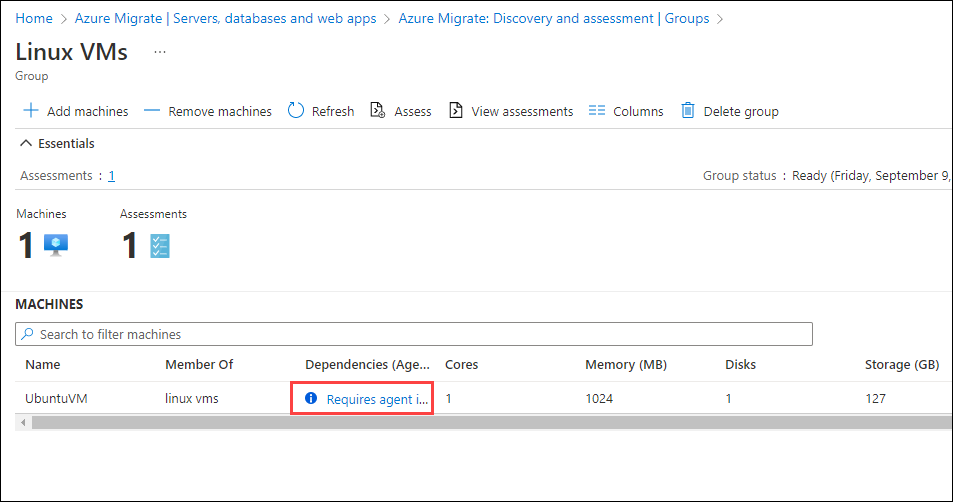 Home > Azure Migrate | Servers, databases and web apps > Azure Migrate: Discovery and assessment | Groups >
Linux VMs ...
Group
Add machines Remove machines Refresh Assess View assessments Columns Delete group
Essentials
Assessments : 1 Group status : Ready (Friday, September 9,
Machines Assessments
1 1
MACHINES
Search to filter machines
Name Member Of Dependencies (Age... Cores Memory (MB) Disks Storage (GB)
UbuntuVM linux vms Requires agent i... 1 1024 1 127